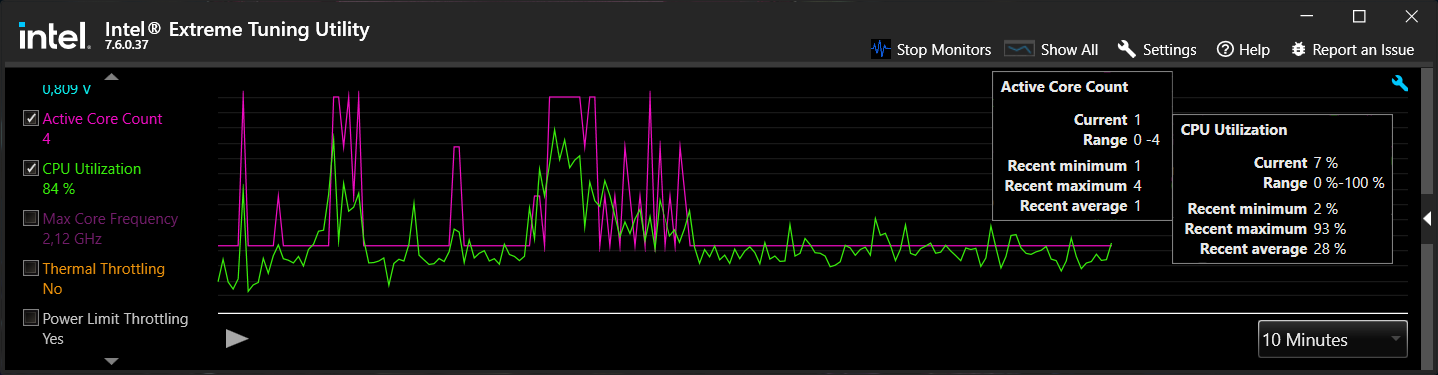 intel.
Intel® Extreme Tuning Utility
7.6.0.37
Stop Monitors
Show All
Settings
Help
Report an Issue
0,809 V
Active Core Count
4
CPU Utilization
84 %
Max Core Frequency
2,12 GHz
Thermal Throttling
No
Power Limit Throttling
Yes
Active Core Count
Current 1
Range 0 -4
Recent minimum 1
Recent maximum 4
Recent average 1
CPU Utilization
Current 7 %
Range 0 %-100 %
Recent minimum 2 %
Recent maximum 93 %
Recent average 28 %
10 Minutes